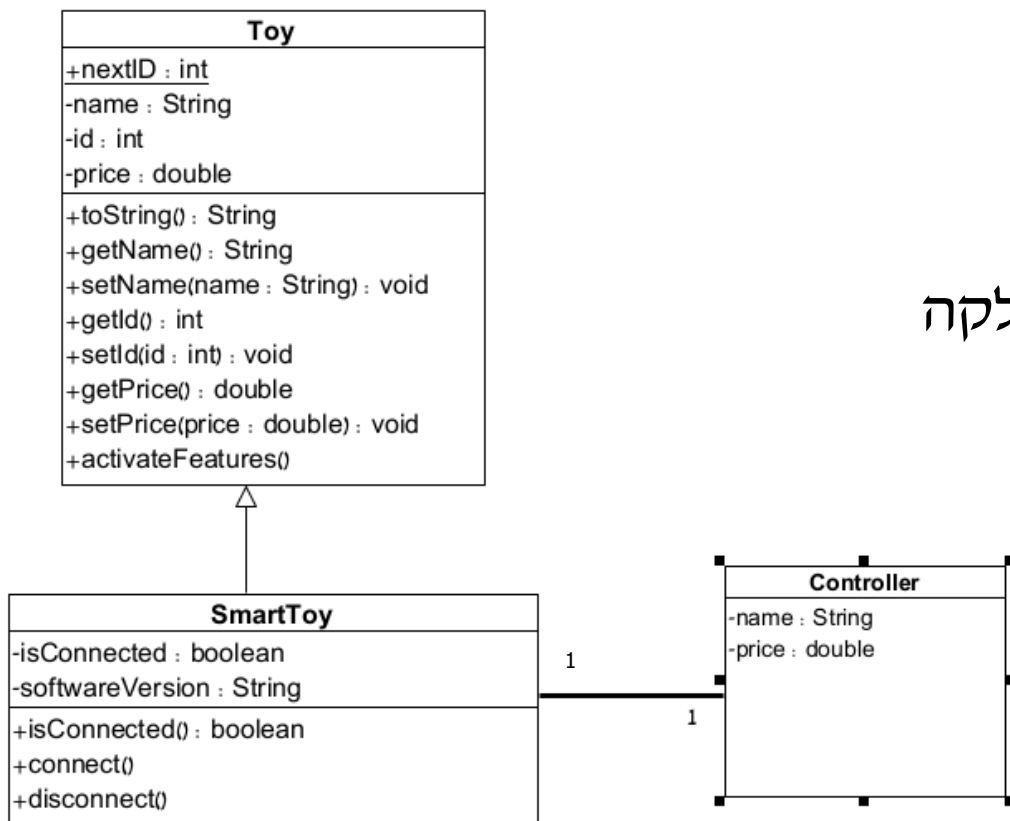 Toy
+nextID : int
-name : String
-id : int
-price : double
+toString() : String
+getName() : String
+setName(name : String) : void
+getId() : int
+setId(id : int) : void
+getPrice() : double
+setPrice(price : double) : void
+activateFeatures()
SmartToy
-isConnected : boolean
-softwareVersion : String
+isConnected() : boolean
+connect()
+disconnect()
1
1
Controller
-name : String
-price : double